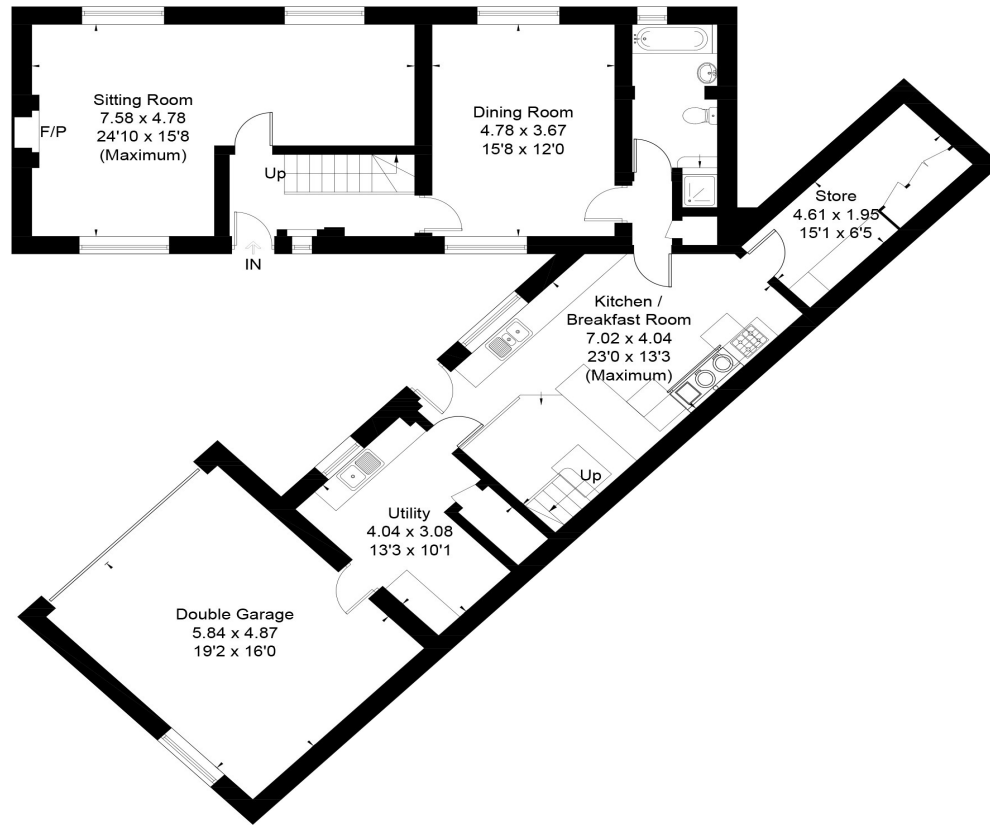 Sitting Room
7.58 x 4.78
24'10 x 15'8
(Maximum)
F/P
Up
IN
Dining Room
4.78 x 3.67
15'8 x 12'0
Store
4.61 x 1.95
15'1 x 6'5
Kitchen /
Breakfast Room
7.02 x 4.04
23'0 x 13'3
(Maximum)
Up
Utility
4.04 x 3.08
13'3 x 10'1
Double Garage
5.84 x 4.87
19'2 x 16'0